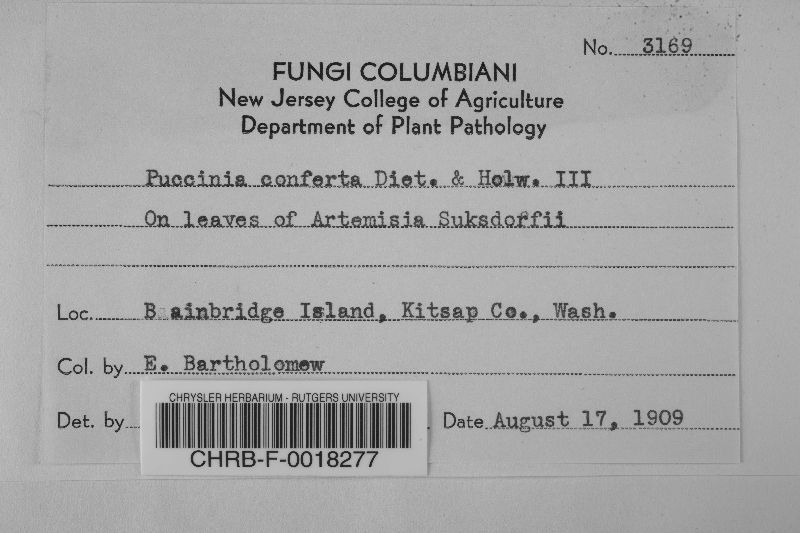 No. 3169
FUNGI COLUMBIANI
New Jersey College of Agriculture
Department of Plant Pathology
Puccinia conferta Diet. & Holw. III
On leaves of Artemisia Suksdorffii
Loc. Bainbridge Island, Kitsap Co., Wash.
Col. by E. Bartholomew
Det. by Date August 17, 1909
CHRYSLER HERBARIUM - RUTGERS UNIVERSITY
CHRB-F-0018277